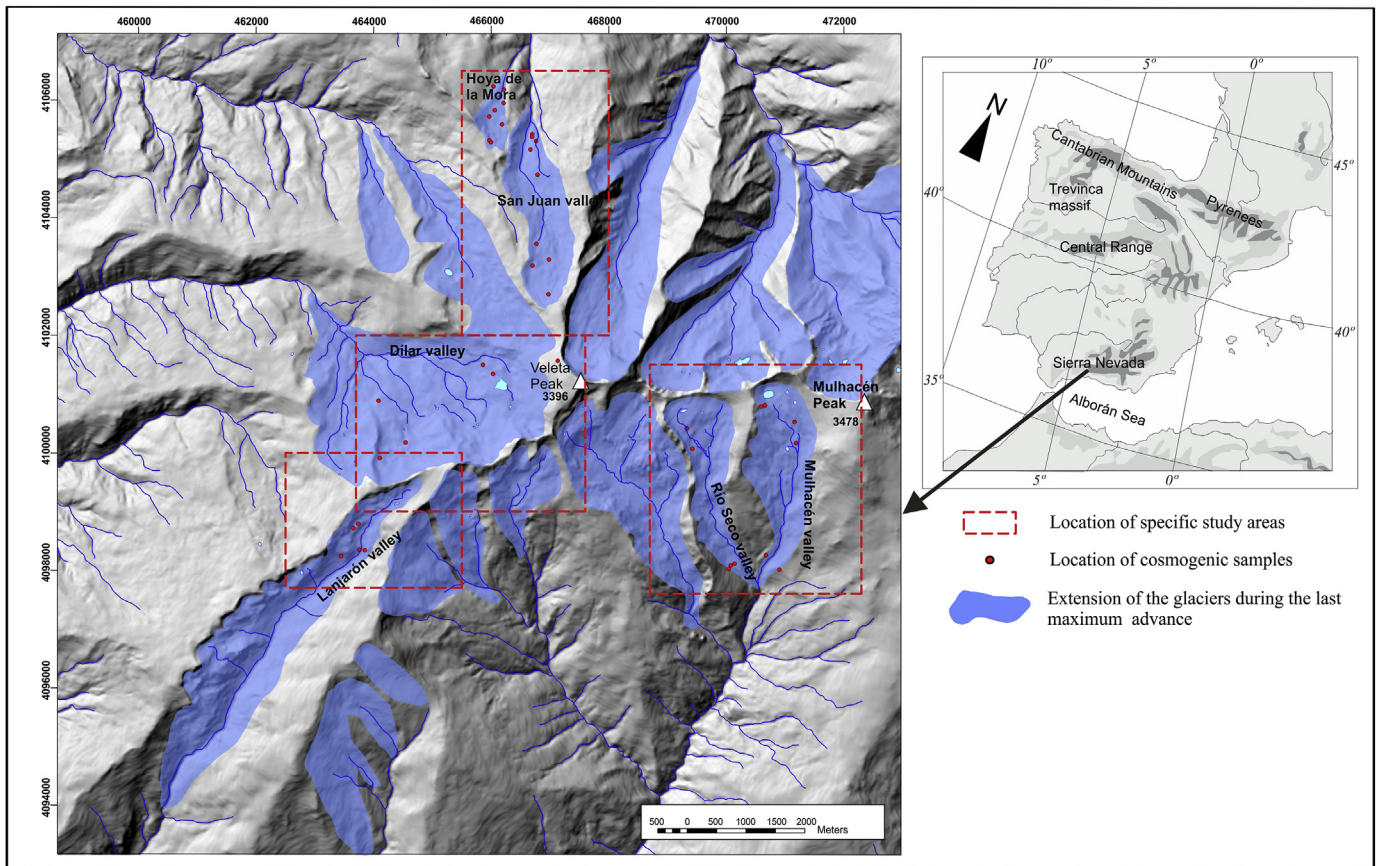 460000
462000
464000
466000
468000
470000
472000
4106000
4104000
4102000
4100000
4098000
4096000
4094000
Hoya de
la Mora
San Juan valle
Dilar valley
Veleta
Peak
3396
Mulhacén
Peak
3478
Río Seco valley
Mulhacén valley
Lanjarón valley
500
0
500
1000
1500
2000
Meters
10°
5°
0°
45°
40°
40°
35°
5°
0°
N
Cantabrian Mountains
Trevinca
massif
Pyrenees
Central Range
Sierra Nevada
Alborán Sea
Location of specific study areas
Location of cosmogenic samples
Extension of the glaciers during the last
maximum advance